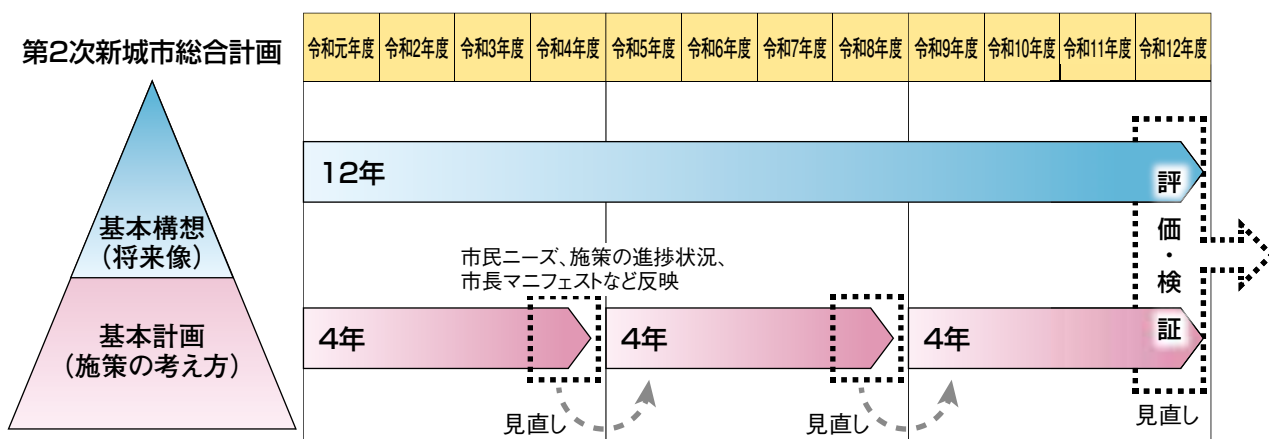 第2次新城市総合計画
令和元年度 令和2年度 令和3年度 令和4年度 令和5年度 令和6年度 令和7年度 令和8年度 令和9年度 令和10年度 令和11年度 令和12年度
基本構想
（将来像）
12年
市民ニーズ、施策の進捗状況、
市長マニフェストなど反映
基本計画
（施策の考え方）
4年
4年
4年
評価・検証
見直し
見直し
見直し